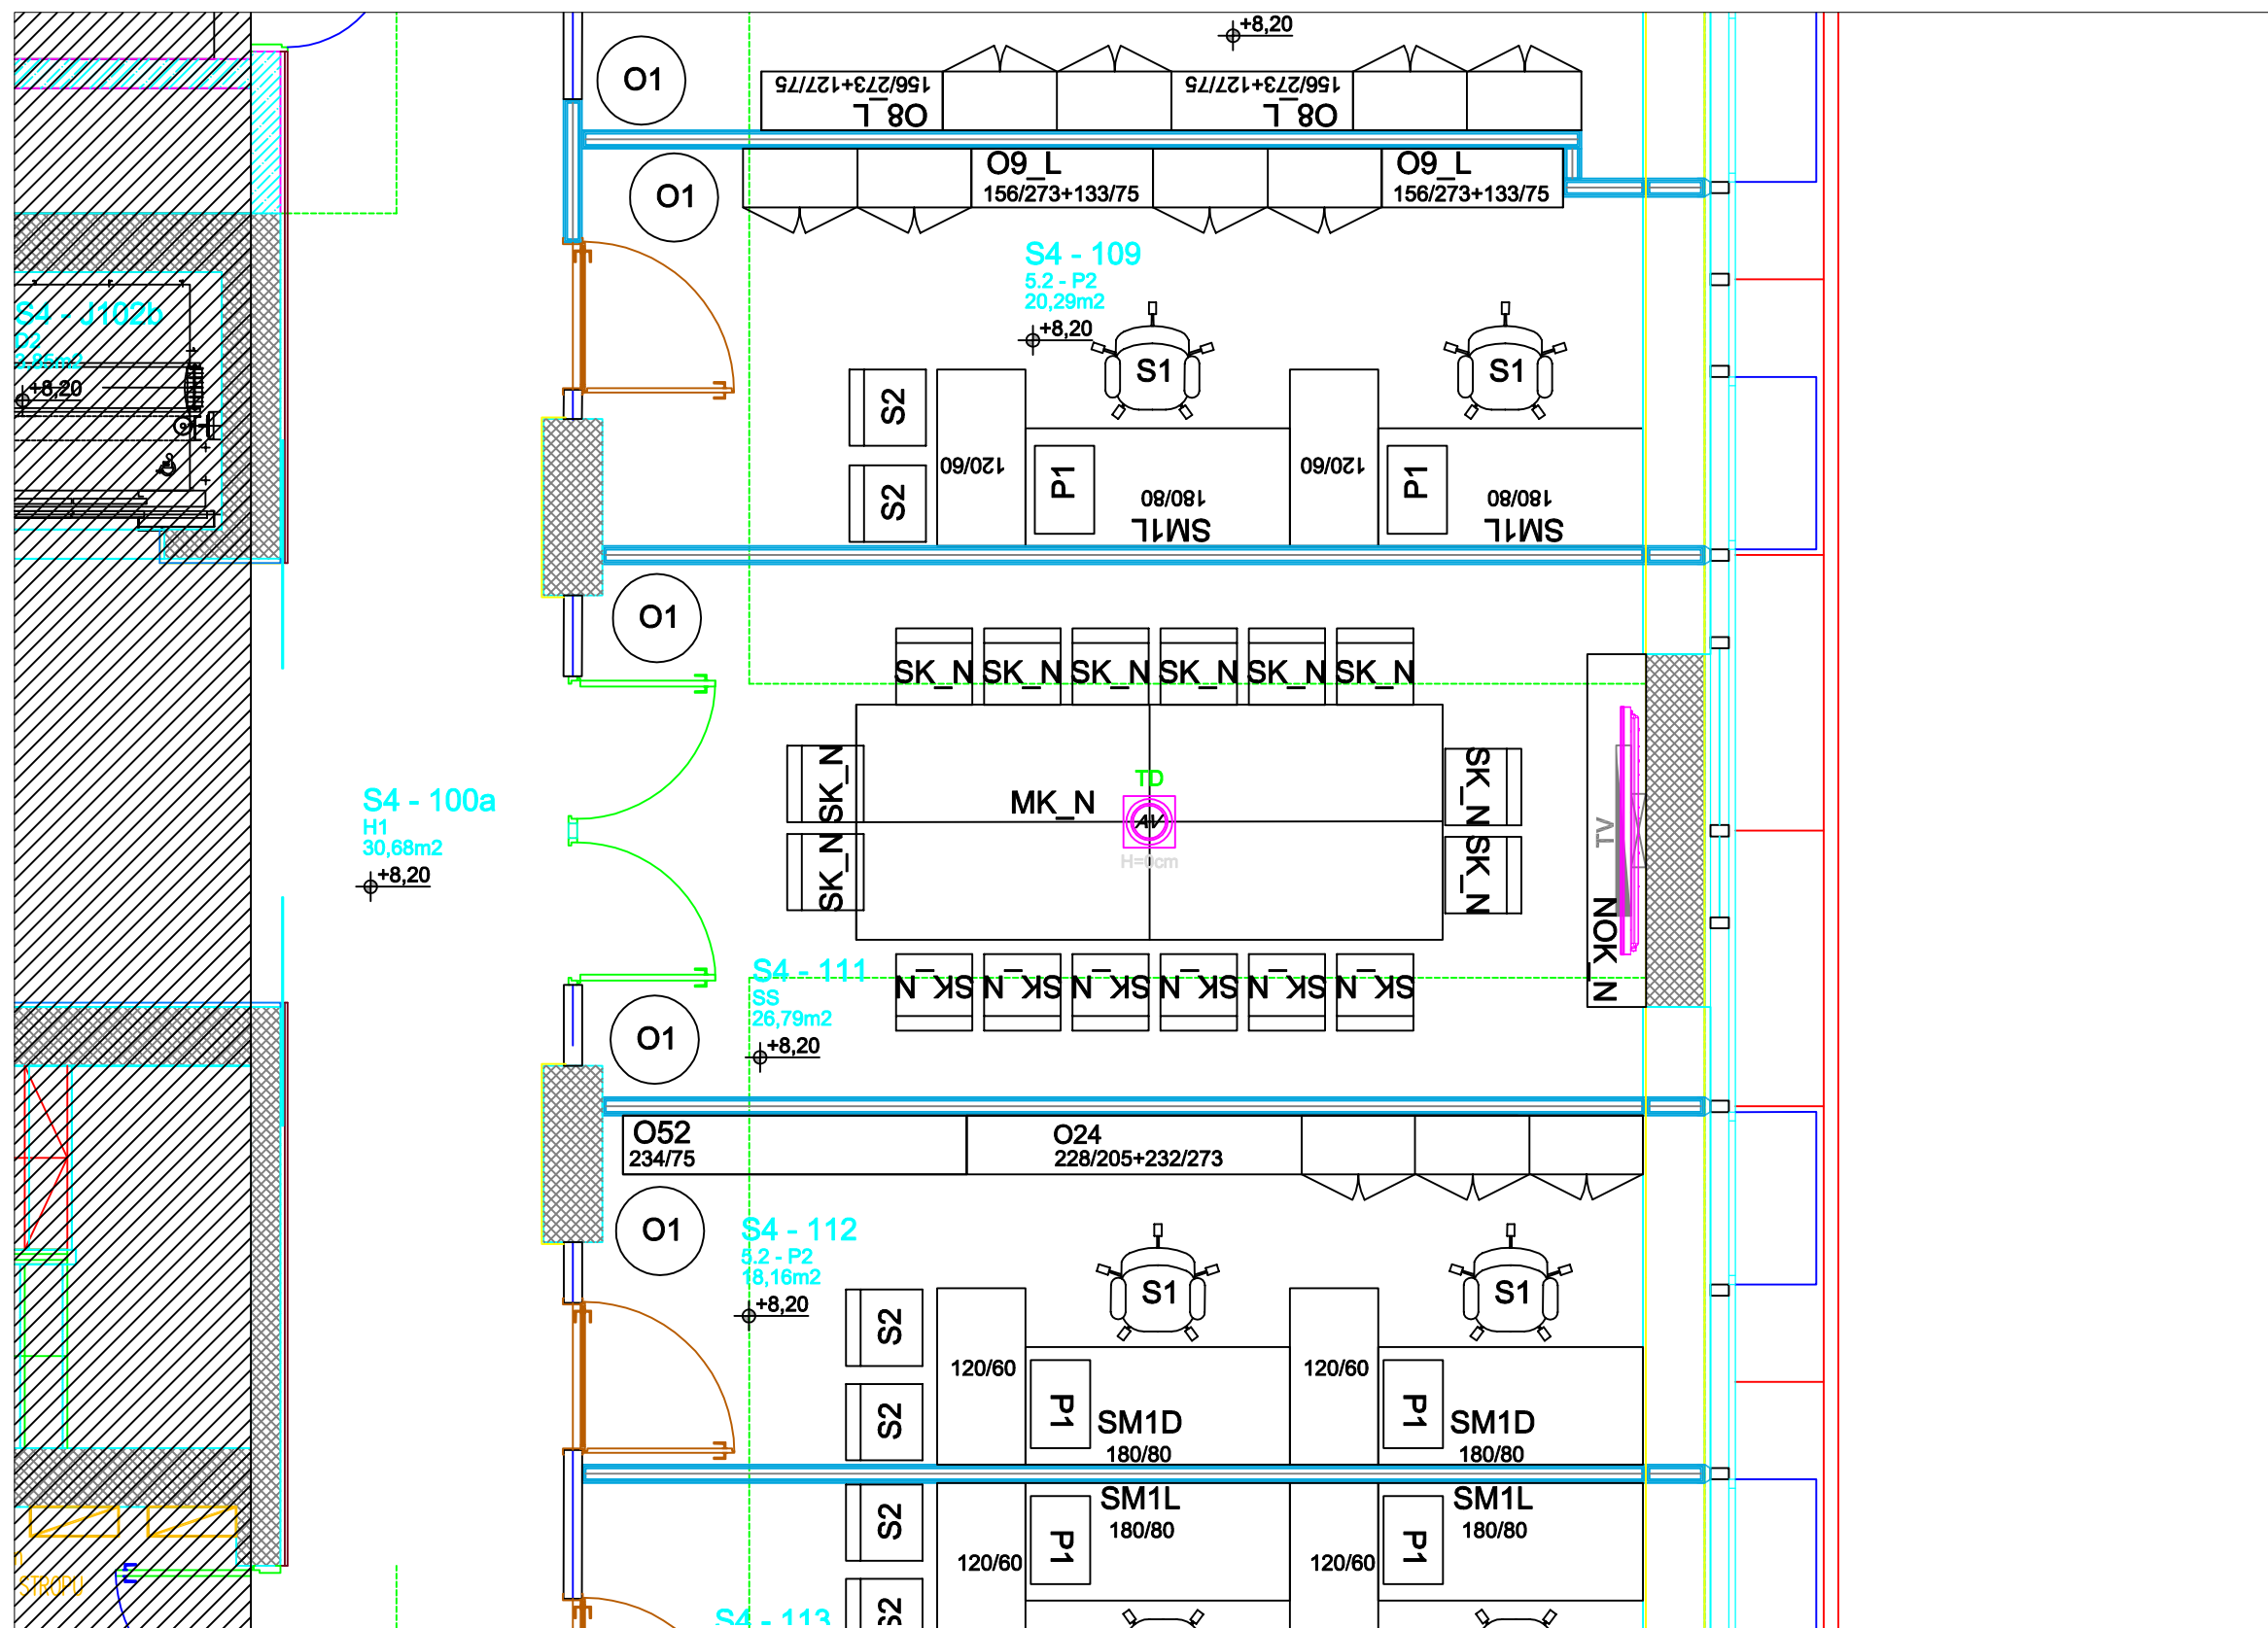 +8,20
O1
156/273+127/75
O8_L
156/273+127/75
O8_L
O1
O9_L
156/273+133/75
O9_L
156/273+133/75
S4 - 109
5.2 - P2
20,29m2
+8,20
S4 - J102b
D2
3,85m2
+8,20
S1
S1
S2
S2
120/60
P1
180/80
SM1L
120/60
P1
180/80
SM1L
O1
SK_N
SK_N
SK_N
SK_N
SK_N
SK_N
SK_N
SK_N
MK_N
TD
AV
H=0cm
SK_N
SK_N
TV
NOK_N
S4 - 100a
H1
30,68m2
+8,20
SK_N
SK_N
SK_N
SK_N
SK_N
SK_N
S4 - 111
SS
26,79m2
+8,20
O1
O52
234/75
O24
228/205+232/273
O1
S4 - 112
5.2 - P2
18,16m2
+8,20
S1
S1
S2
S2
120/60
P1
SM1D
180/80
120/60
P1
SM1D
180/80
S2
S2
120/60
P1
SM1L
180/80
120/60
P1
SM1L
180/80
STROPU
S4 - 113